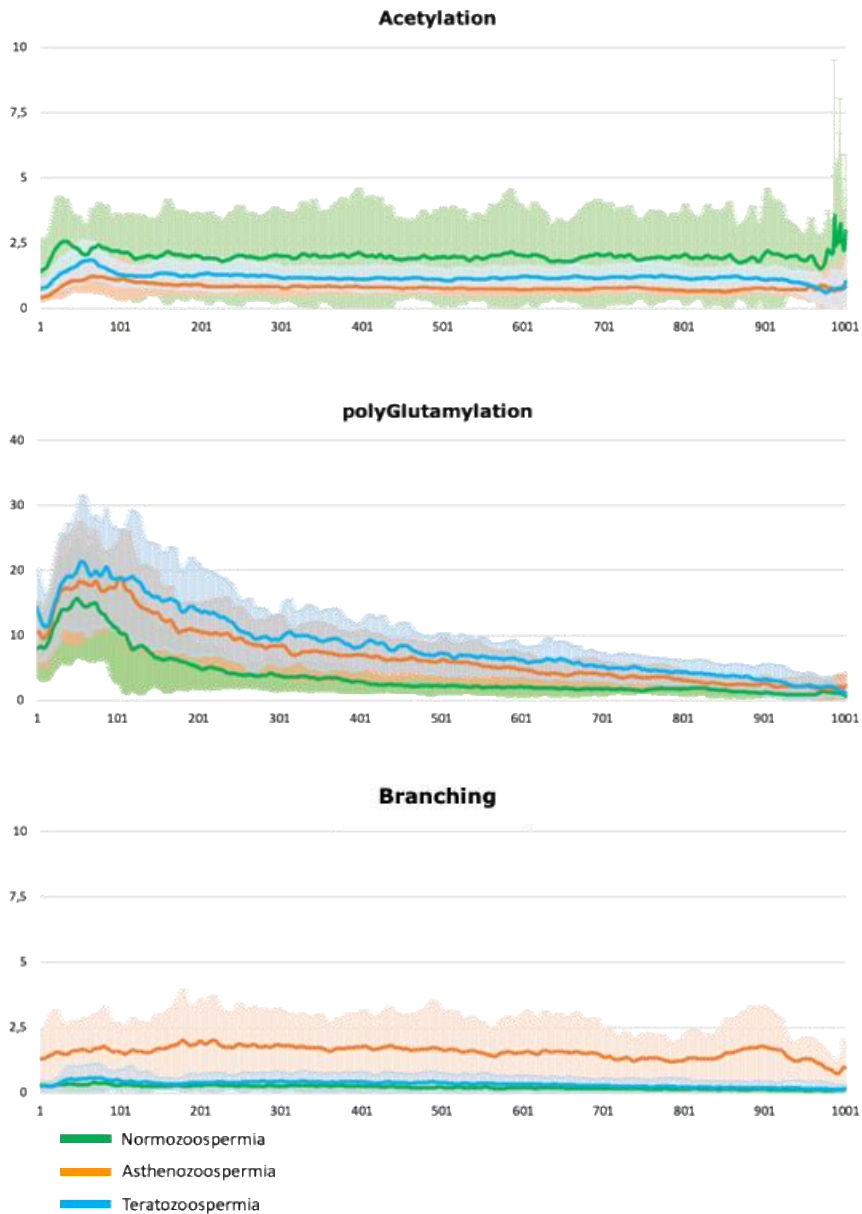 Acetylation
10
7,5
5
2,5
0
1 101 201 301 401 501 601 701 801 901 1001
polyGlutamylation
40
30
20
10
0
1 101 201 301 401 501 601 701 801 901 1001
Branching
10
7,5
5
2,5
0
1 101 201 301 401 501 601 701 801 901 1001
Normozoospermia
Asthenozoospermia
Teratozoospermia